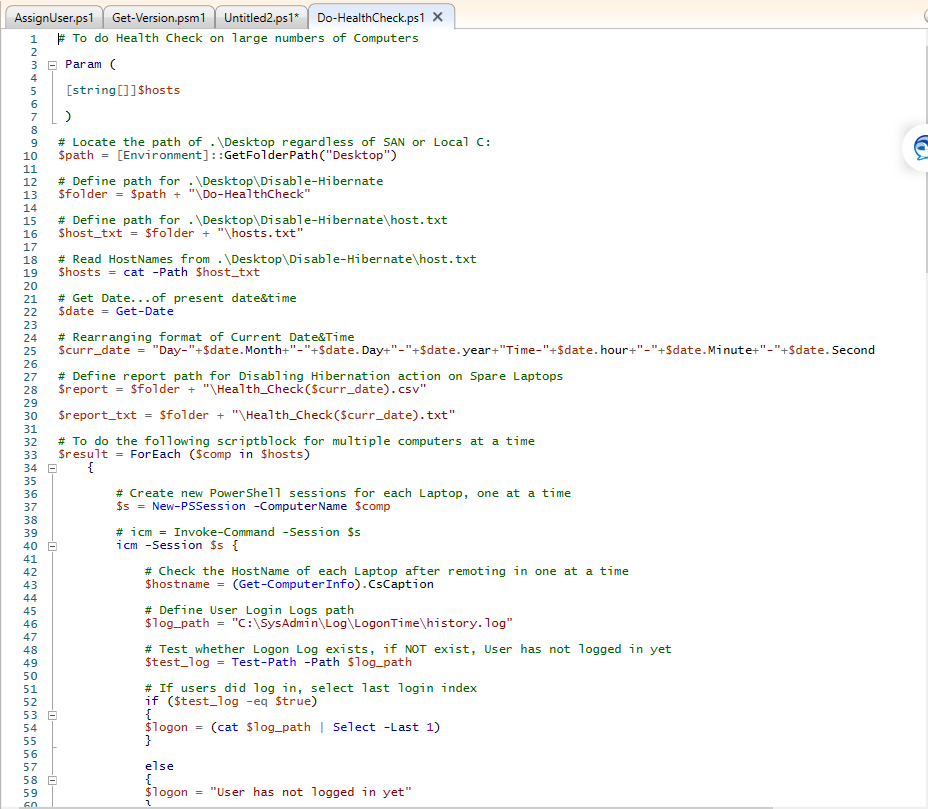 AssignUser.ps1 Get-Version.psm1 Untitled2.ps1* Do-HealthCheck.ps1 X
1 # To do Health Check on large numbers of Computers
2
3 Param (
4
5 [string[]]$hosts
6
7 )
8
9 # Locate the path of .\Desktop regardless of SAN or Local C:
10 $path = [Environment]::GetFolderPath("Desktop")
11
12 # Define path for .\Desktop\Disable-Hibernate
13 $folder = $path + "\Do-HealthCheck"
14
15 # Define path for .\Desktop\Disable-Hibernate\host.txt
16 $host_txt = $folder + "\hosts.txt"
17
18 # Read HostNames from .\Desktop\Disable-Hibernate\host.txt
19 $hosts = cat -Path $host_txt
20
21 # Get Date...of present date&time
22 $date = Get-Date
23
24 # Rearranging format of Current Date&Time
25 $curr_date = "Day-"+$date.Month+"-"+$date.Day+"-"+$date.year+"Time-"+$date.hour+"-"+$date.Minute+"-"+$date.Second
26
27 # Define report path for Disabling Hibernation action on Spare Laptops
28 $report = $folder + "\Health_Check($curr_date).csv"
29
30 $report_txt = $folder + "\Health_Check($curr_date).txt"
31
32 # To do the following scriptblock for multiple computers at a time
33 $result = ForEach ($comp in $hosts)
34 {
35
36 # Create new PowerShell sessions for each Laptop, one at a time
37 $s = New-PSSession -ComputerName $comp
38
39 # icm = Invoke-Command -Session $s
40 icm -Session $s {
41
42 # Check the HostName of each Laptop after remoting in one at a time
43 $hostname = (Get-ComputerInfo).CsCaption
44
45 # Define User Login Logs path
46 $log_path = "C:\SysAdmin\Log\LogonTime\history.log"
47
48 # Test whether Logon Log exists, if NOT exist, User has not logged in yet
49 $test_log = Test-Path -Path $log_path
50
51 # If users did log in, select last login index
52 if ($test_log -eq $true)
53 {
54 $logon = (cat $log_path | Select -Last 1)
55 }
56
57 else
58 {
59 $logon = "User has not logged in yet"
60 }